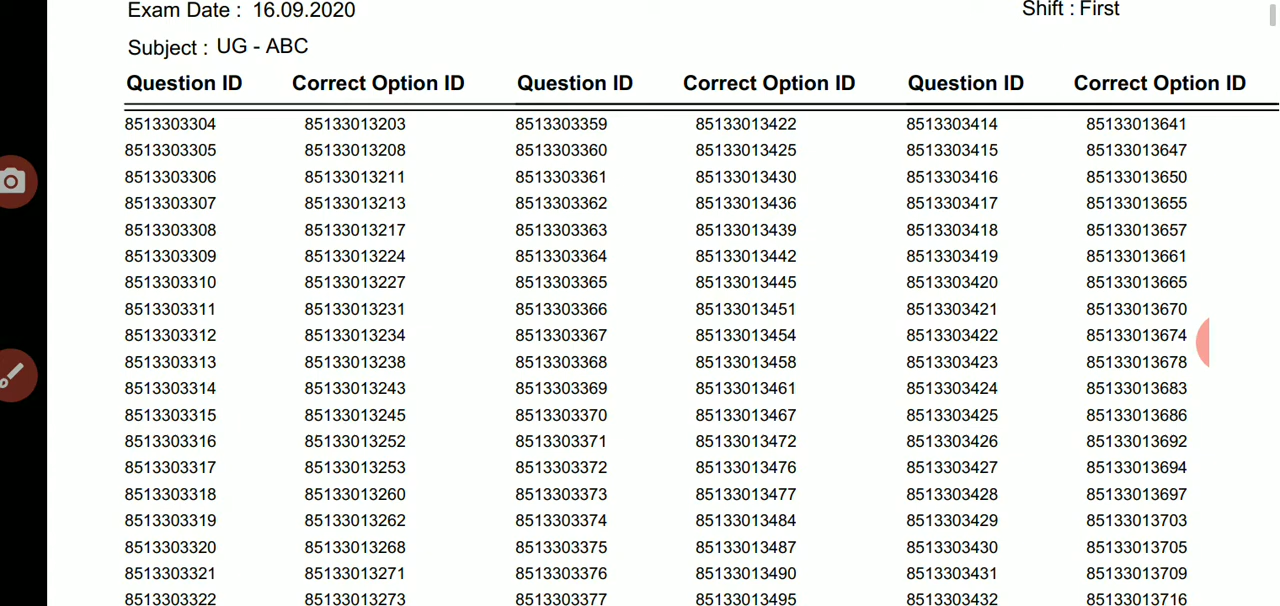 Exam Date : 16.09.2020 Shift : First
Subject : UG - ABC
Question ID Correct Option ID Question ID Correct Option ID Question ID Correct Option ID
8513303304 85133013203 8513303359 85133013422 8513303414 85133013641
8513303305 85133013208 8513303360 85133013425 8513303415 85133013647
8513303306 85133013211 8513303361 85133013430 8513303416 85133013650
8513303307 85133013213 8513303362 85133013436 8513303417 85133013655
8513303308 85133013217 8513303363 85133013439 8513303418 85133013657
8513303309 85133013224 8513303364 85133013442 8513303419 85133013661
8513303310 85133013227 8513303365 85133013445 8513303420 85133013665
8513303311 85133013231 8513303366 85133013451 8513303421 85133013670
8513303312 85133013234 8513303367 85133013454 8513303422 85133013674
8513303313 85133013238 8513303368 85133013458 8513303423 85133013678
8513303314 85133013243 8513303369 85133013461 8513303424 85133013683
8513303315 85133013245 8513303370 85133013467 8513303425 85133013686
8513303316 85133013252 8513303371 85133013472 8513303426 85133013692
8513303317 85133013253 8513303372 85133013476 8513303427 85133013694
8513303318 85133013260 8513303373 85133013477 8513303428 85133013697
8513303319 85133013262 8513303374 85133013484 8513303429 85133013703
8513303320 85133013268 8513303375 85133013487 8513303430 85133013705
8513303321 85133013271 8513303376 85133013490 8513303431 85133013709
8513303322 85133013273 8513303377 85133013495 8513303432 85133013716